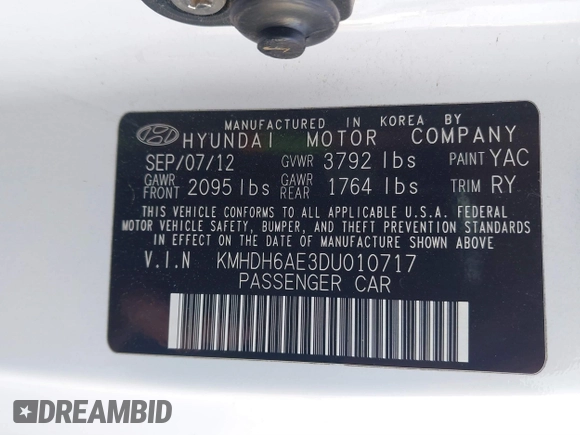 MANUFACTURED IN KOREA BY
HYUNDAI MOTOR COMPANY
SEP/07/12 GVWR 3792 lbs PAINT YAC
GAWR FRONT 2095 lbs GAWR REAR 1764 lbs TRIM RY
THIS VEHICLE CONFORMS TO ALL APPLICABLE U.S.A. FEDERAL
MOTOR VEHICLE SAFETY, BUMPER, AND THEFT PREVENTION STANDARDS
IN EFFECT ON THE DATE OF MANUFACTURE SHOWN ABOVE
V.I.N KMHDH6AE3DU010717
PASSENGER CAR
DREAMBID